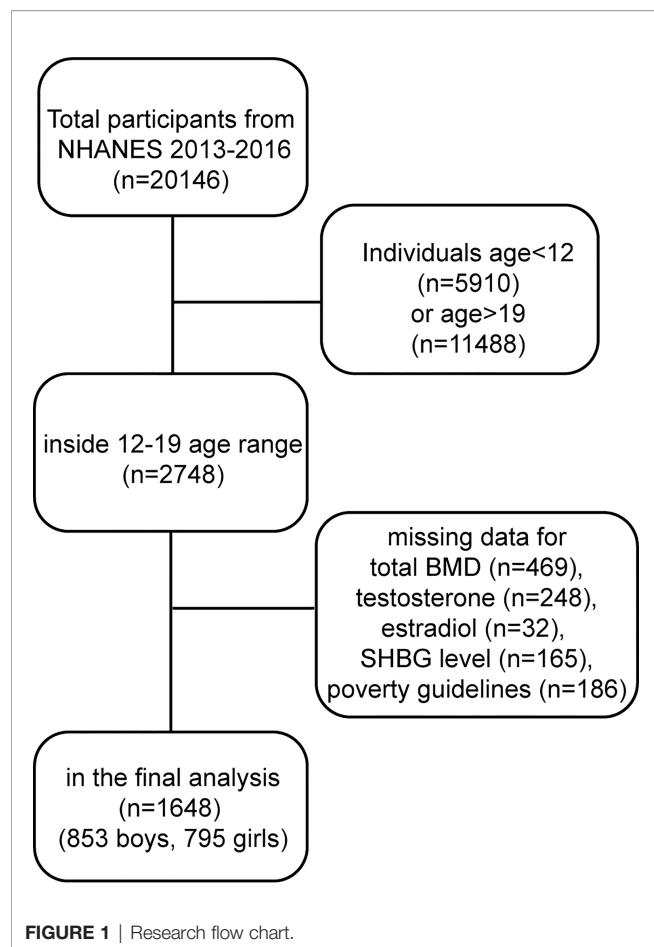 Total participants from
NHANES 2013-2016
(n=20146)
Individuals age<12
(n=5910)
or age>19
(n=11488)
inside 12-19 age range
(n=2748)
missing data for
total BMD (n=469),
testosterone (n=248),
estradiol (n=32),
SHBG level (n=165),
poverty guidelines (n=186)
in the final analysis
(n=1648)
(853 boys, 795 girls)
FIGURE 1 | Research flow chart.